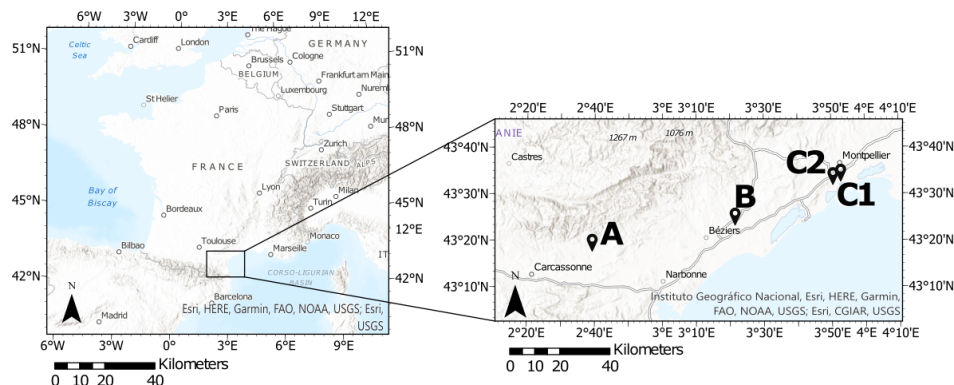 6°W 3°W 0° 3°E 6°E 9°E
Celtic
Sea
Cardiff
London
The Hague
GERMANY
51°N
51°N
Brussels
Cologne
BELGIUM
Frankfurt am Main
Luxembourg
Nurem
St Helier
Paris
Stuttgart
48°N
Mun
48°N
Zurich
FRANCE
SWITZERLAND
ALPS
Bay of
Biscay
Lyon
Milan
45°N
Turin
45°N
Bordeaux
Monaco
12°E
Bilbao
Toulouse
Marseille
IT
42°N
CORSO-LIGURIAN
BASIN
42°N
N
Barcelona
Esri, HERE, Garmin, FAO, NOAA, USGS; Esri,
USGS
Madrid
6°W 3°W 0° 3°E 6°E 9°E
Kilometers
0 10 20 40
2°20'E 2°40'E 3°E 3°10'E 3°30'E 3°50'E 4°E 4°10'E
ANIE
1267 m
1076 m
43°40'N
43°40'N
Castres
Montpellier
C2
C1
43°30'N
43°30'N
B
A
Béziers
43°20'N
43°20'N
Carcassonne
Narbonne
43°10'N
43°10'N
N
Instituto Geográfico Nacional, Esri, HERE, Garmin,
FAO, NOAA, USGS; Esri, CGIAR, USGS
2°20'E 2°40'E 3°E 3°10'E 3°30'E 3°50'E 4°E 4°10'E
Kilometers
0 10 20 40